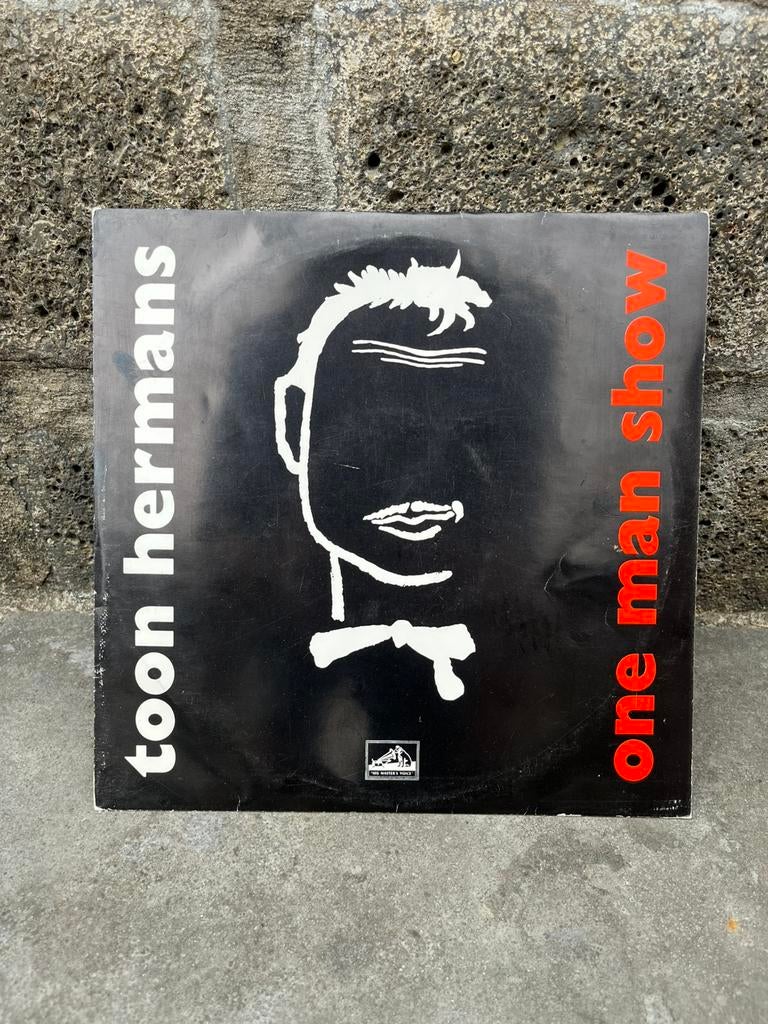 toon hermans
one man show
"HIS MASTER'S VOICE"